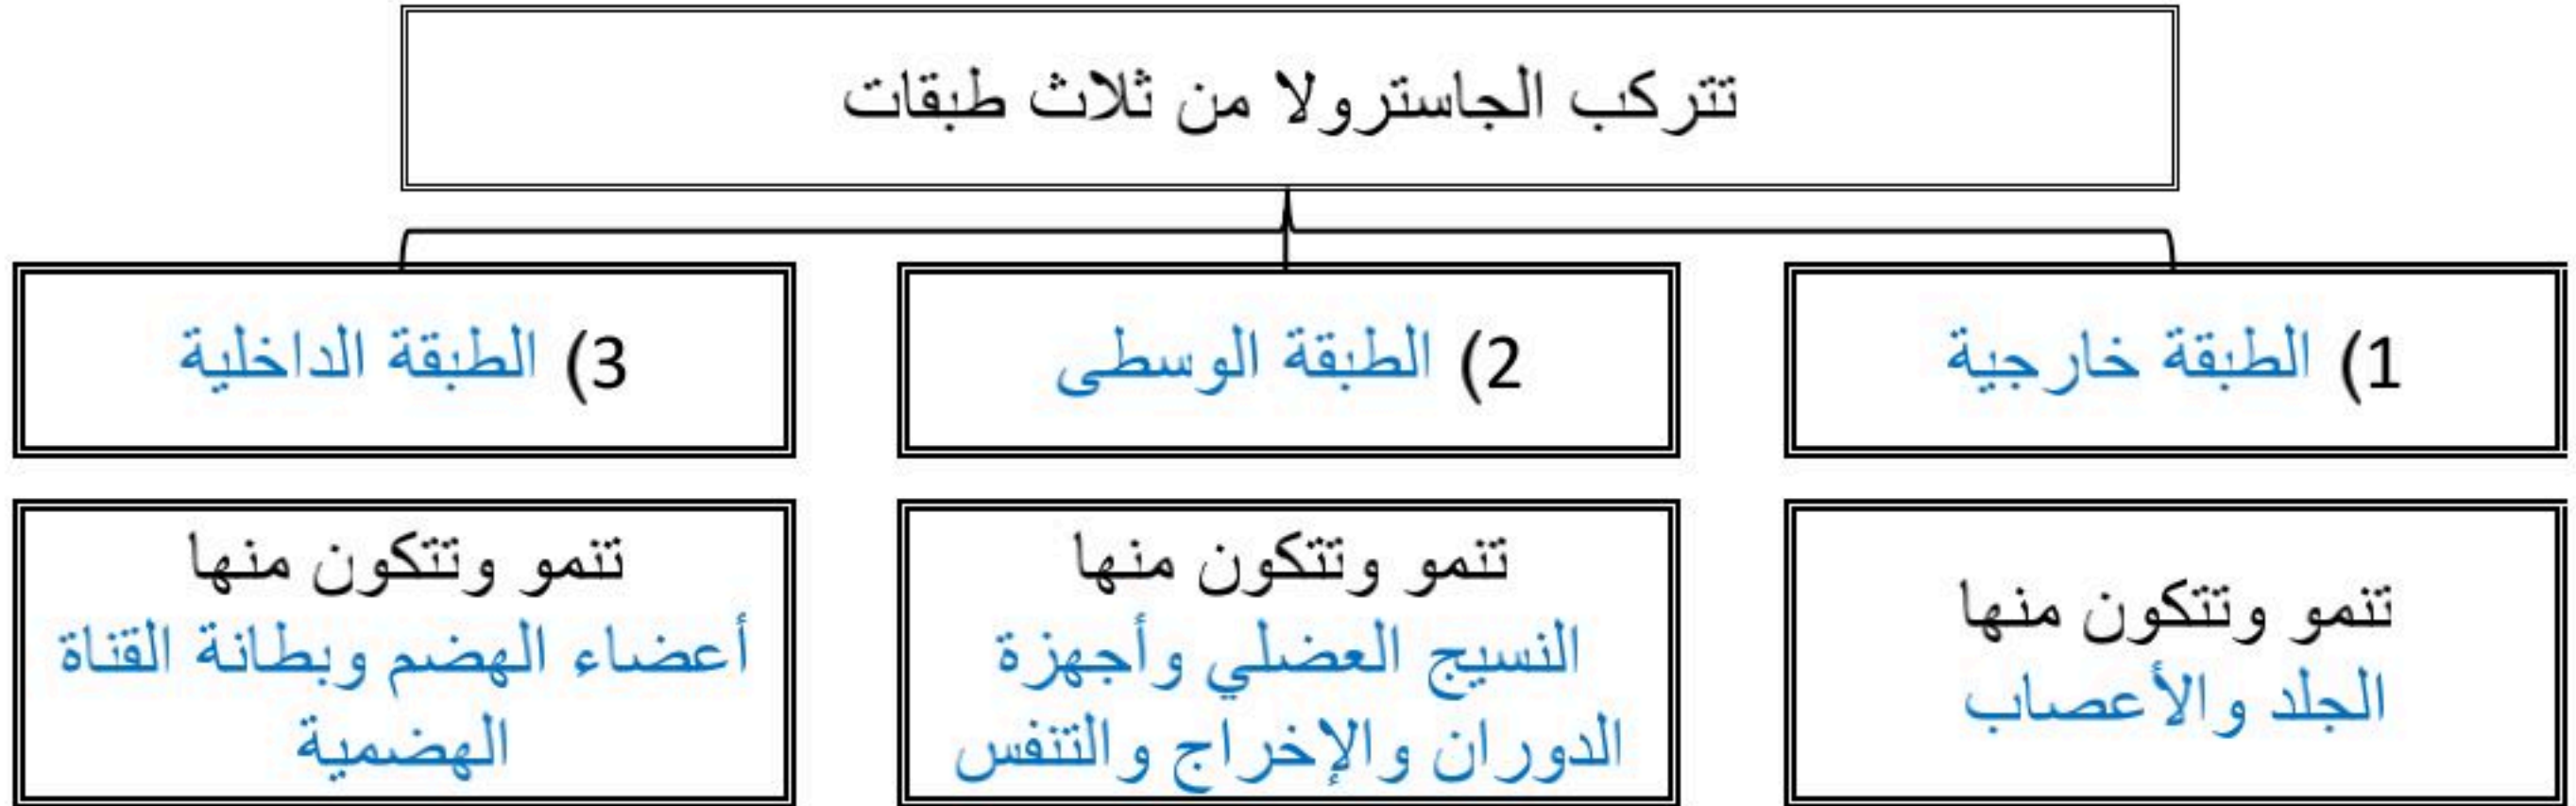 تتركب الجاسترولا من ثلاث طبقات
1) الطبقة خارجية
2) الطبقة الوسطى
3) الطبقة الداخلية
تنمو وتتكون منها
الجلد والأعصاب
تنمو وتتكون منها
النسيج العضلي وأجهزة
الدوران والإخراج والتنفس
تنمو وتتكون منها
أعضاء الهضم وبطانة القناة
الهضمية